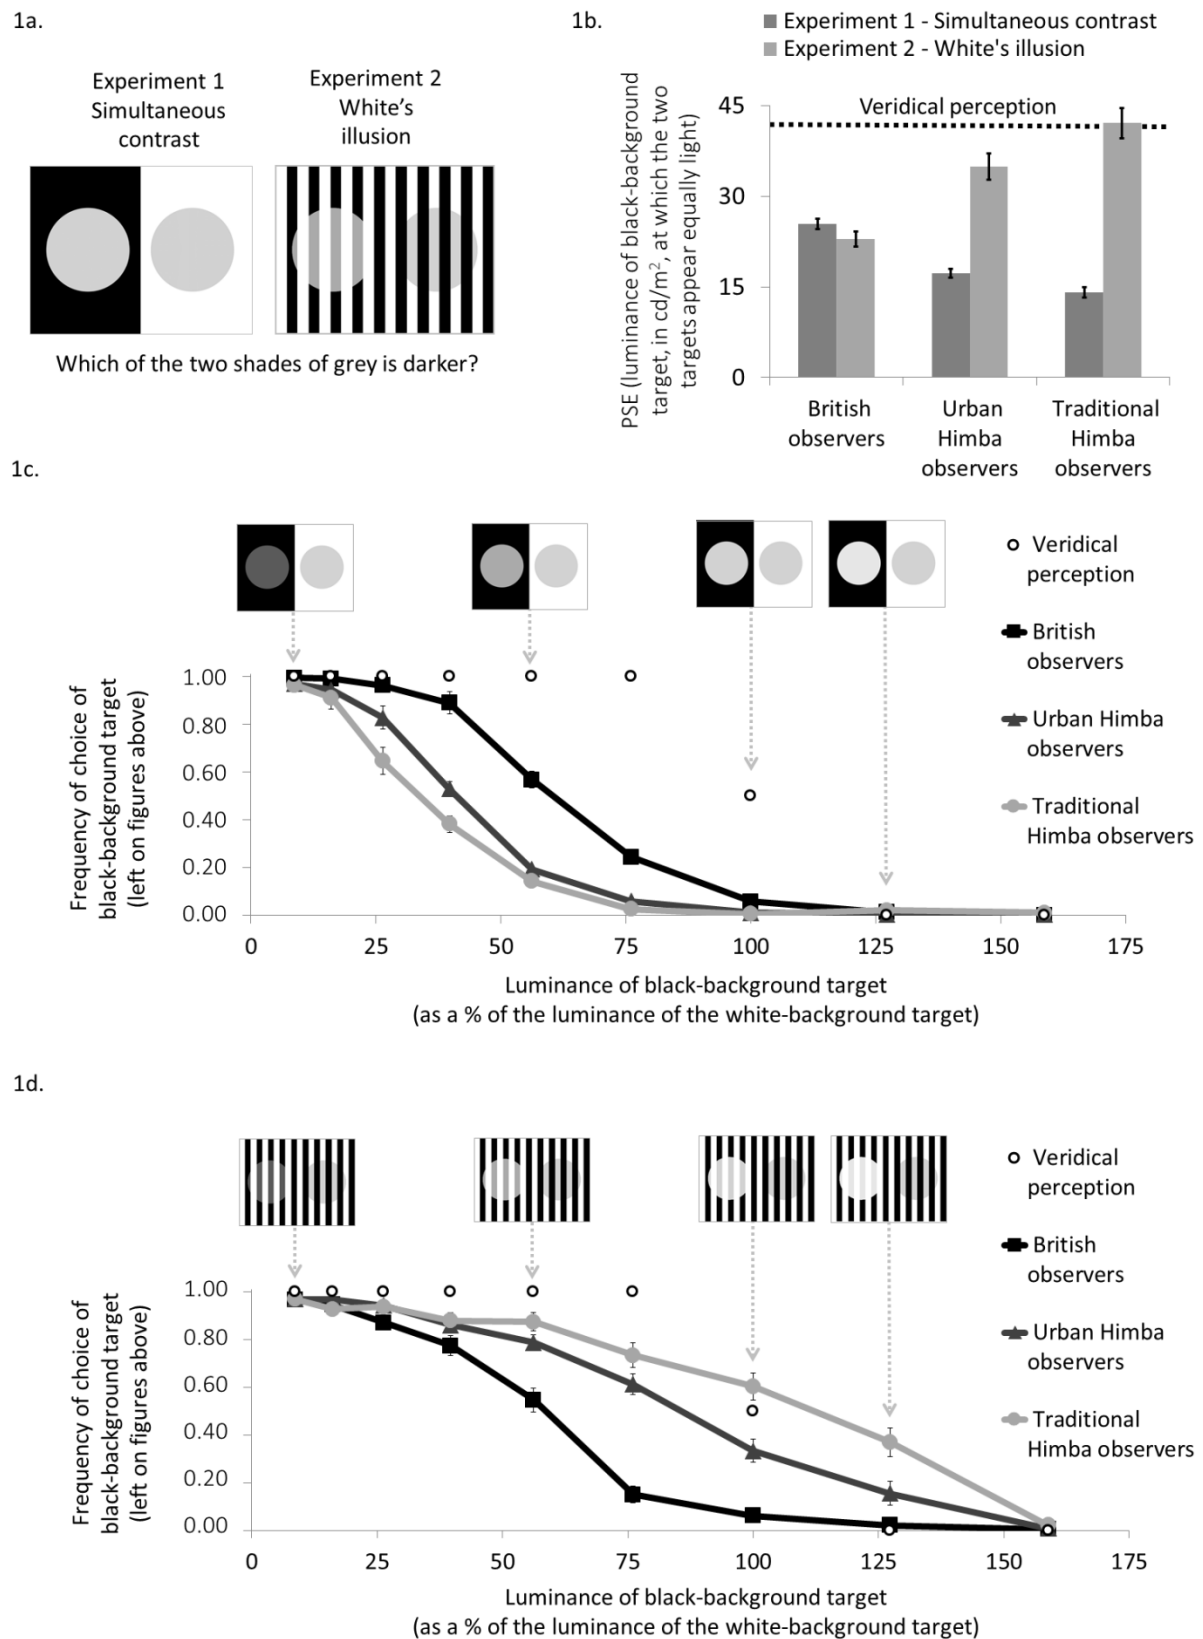 1a.
Experiment 1
Simultaneous
contrast
Experiment 2
White's
illusion
Which of the two shades of grey is darker?
1b.
Experiment 1 - Simultaneous contrast
Experiment 2 - White's illusion
PSE (luminance of black-background
target, in cd/m², at which the two
targets appear equally light)
45
30
15
0
Veridical perception
British
observers
Urban
Himba
observers
Traditional
Himba
observers
1c.
Veridical
perception
British
observers
Urban Himba
observers
Traditional
Himba observers
Frequency of choice of
black-background target
(left on figures above)
1.00
0.80
0.60
0.40
0.20
0.00
0 25 50 75 100 125 150 175
Luminance of black-background target
(as a % of the luminance of the white-background target)
1d.
Veridical
perception
British
observers
Urban Himba
observers
Traditional
Himba observers
Frequency of choice of
black-background target
(left on figures above)
1.00
0.80
0.60
0.40
0.20
0.00
0 25 50 75 100 125 150 175
Luminance of black-background target
(as a % of the luminance of the white-background target)